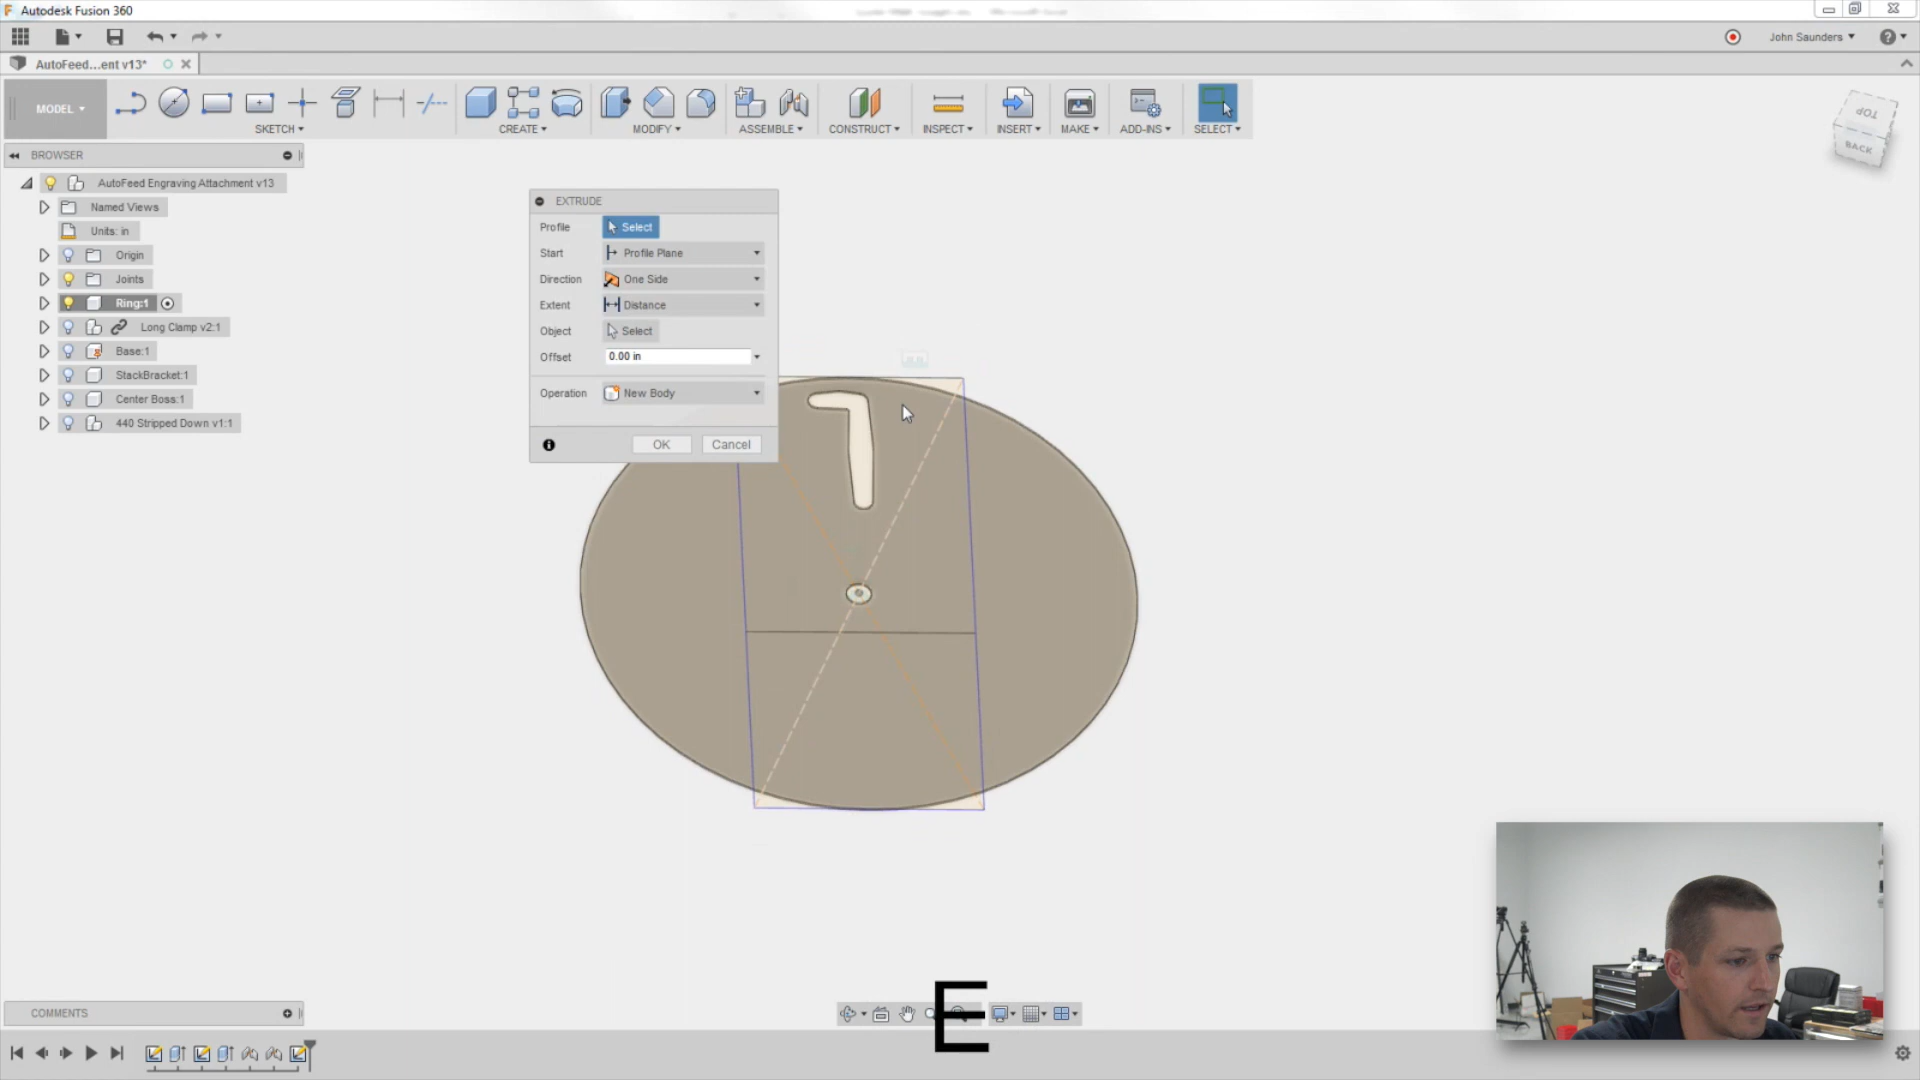 Autodesk Fusion 360
John Saunders
AutoFeed...ent v13*
MODEL
SKETCH
CREATE
MODIFY
ASSEMBLE
CONSTRUCT
INSPECT
INSERT
MAKE
ADD-INS
SELECT
TOP
BACK
BROWSER
AutoFeed Engraving Attachment v13
Named Views
Units: in
Origin
Joints
Ring:1
Long Clamp v2:1
Base:1
StackBracket:1
Center Boss:1
440 Stripped Down v1:1
EXTRUDE
Profile Select
Start Profile Plane
Direction One Side
Extent Distance
Object Select
Offset 0.00 in
Operation New Body
OK Cancel
COMMENTS
E